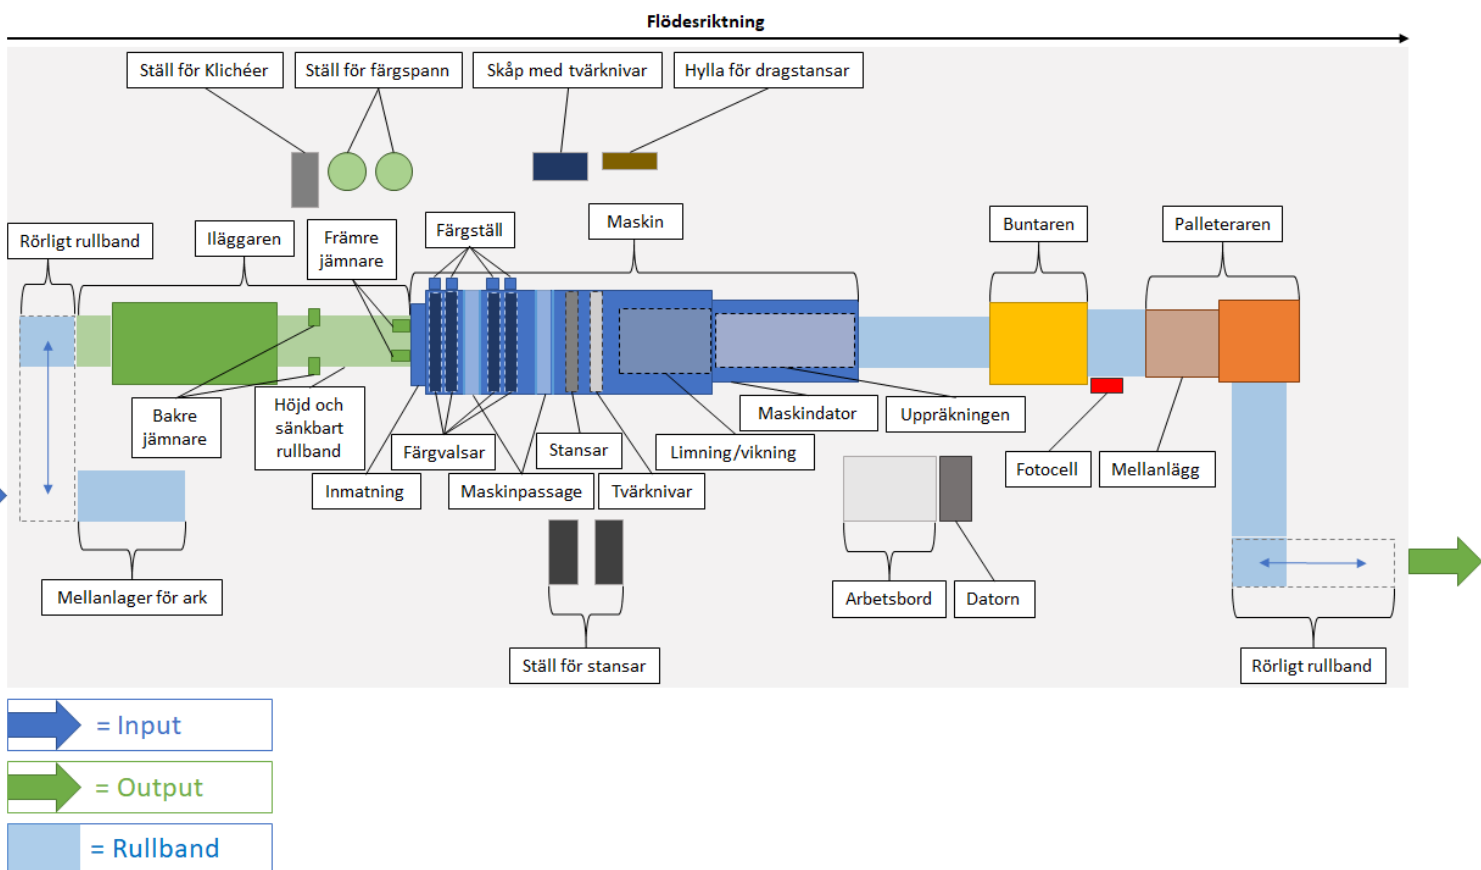 Flödesriktning
Ställ för Klichéer
Ställ för färgspann
Skåp med tvärknivar
Hylla för dragstansar
Rörligt rullband
Iläggaren
Främre
jämnare
Färgställ
Maskin
Buntaren
Palleteraren
Bakre
jämnare
Höjd och
sänkbart
rullband
Inmatning
Färgvalsar
Maskinpassage
Stansar
Tvärknivar
Limning/vikning
Maskindator
Uppräkningen
Fotocell
Mellanlägg
Mellanlager för ark
Ställ för stansar
Arbetsbord
Datorn
Rörligt rullband
= Input
= Output
= Rullband